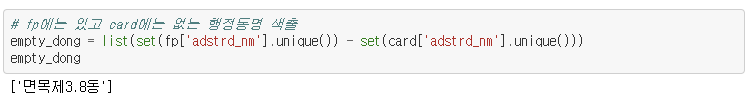 # fp에는 있고 card에는 없는 행정동명 색출
empty_dong = list(set(fp['adstrd_nm'].unique()) - set(card['adstrd_nm'].unique()))
empty_dong
['면목제3.8동']